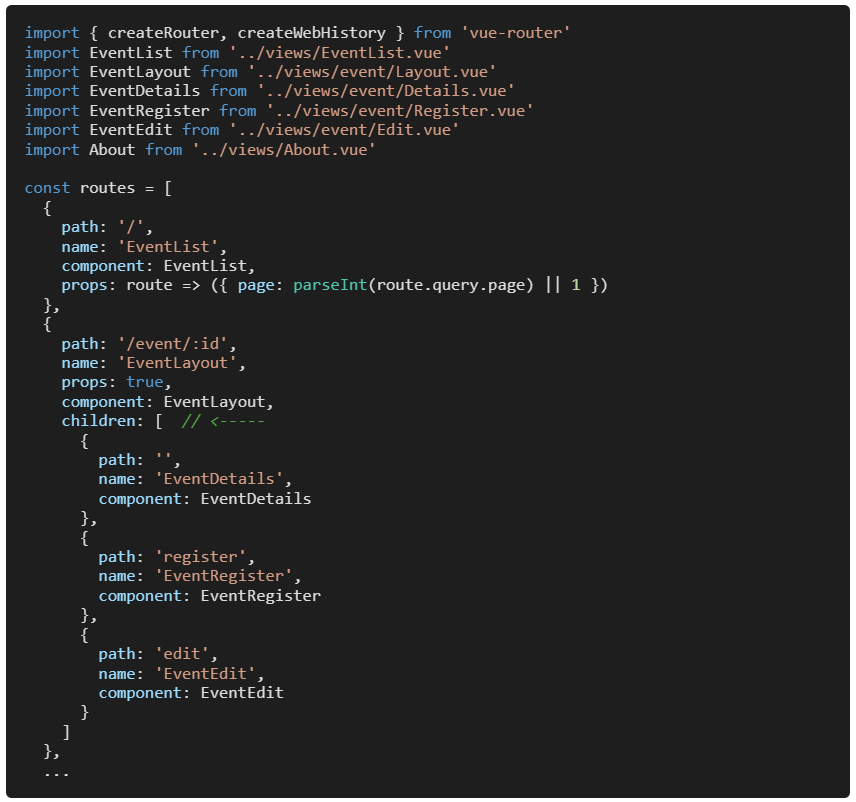 import { createRouter, createWebHistory } from 'vue-router'
import EventList from '../views/EventList.vue'
import EventLayout from '../views/event/Layout.vue'
import EventDetails from '../views/event/Details.vue'
import EventRegister from '../views/event/Register.vue'
import EventEdit from '../views/event/Edit.vue'
import About from '../views/About.vue'

const routes = [
  {
    path: '/',
    name: 'EventList',
    component: EventList,
    props: route => ({ page: parseInt(route.query.page) || 1 })
  },
  {
    path: '/event/:id',
    name: 'EventLayout',
    props: true,
    component: EventLayout,
    children: [  // <-----
      {
        path: '',
        name: 'EventDetails',
        component: EventDetails
      },
      {
        path: 'register',
        name: 'EventRegister',
        component: EventRegister
      },
      {
        path: 'edit',
        name: 'EventEdit',
        component: EventEdit
      }
    ]
  },
  ...